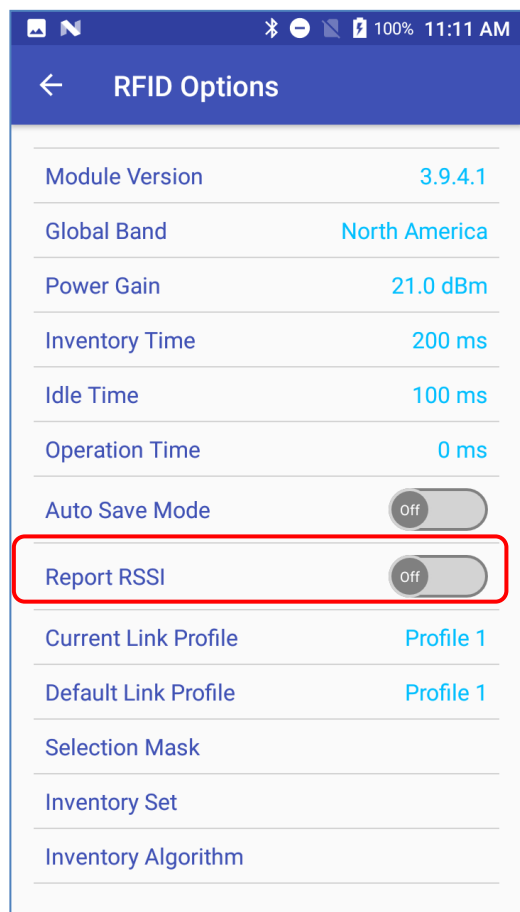 100% 11:11 AM
RFID Options
Module Version 3.9.4.1
Global Band North America
Power Gain 21.0 dBm
Inventory Time 200 ms
Idle Time 100 ms
Operation Time 0 ms
Auto Save Mode Off
Report RSSI Off
Current Link Profile Profile 1
Default Link Profile Profile 1
Selection Mask
Inventory Set
Inventory Algorithm